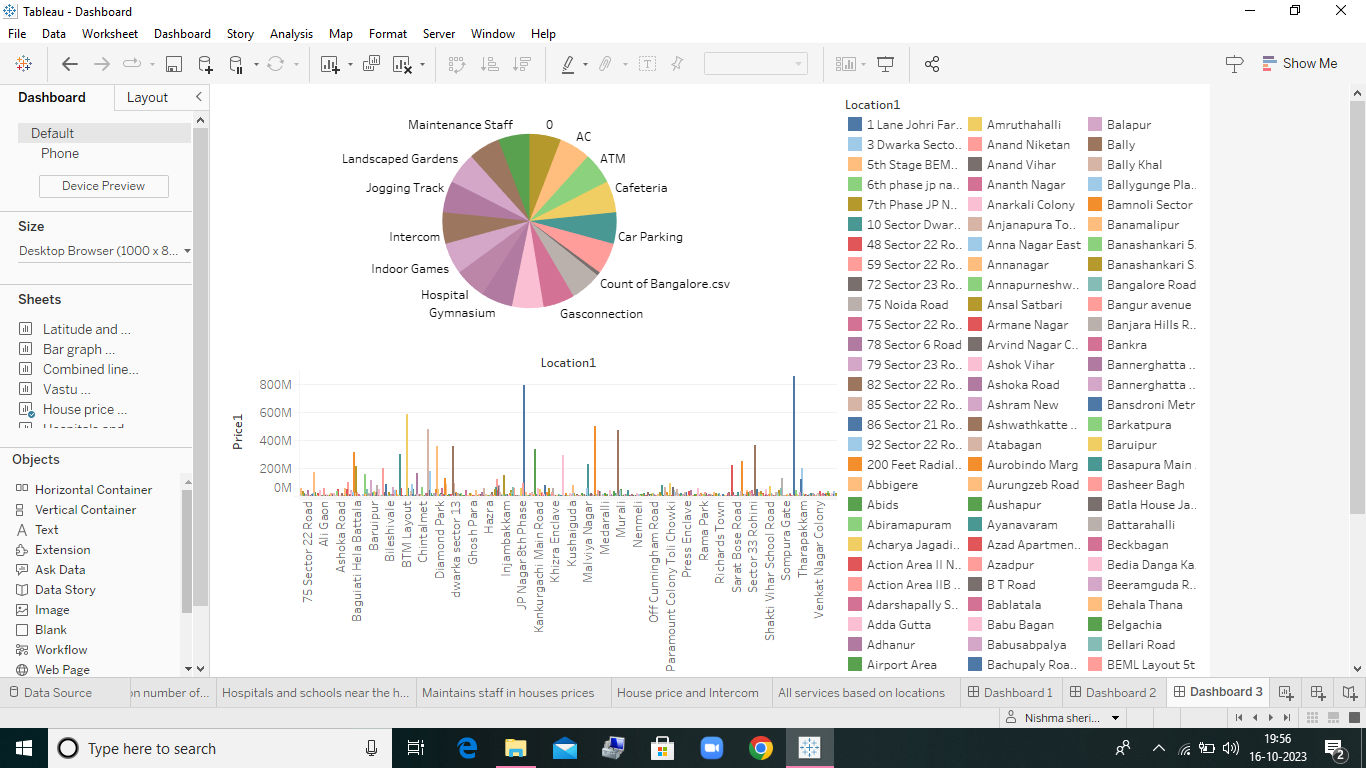 Tableau - Dashboard
File Data Worksheet Dashboard Story Analysis Map Format Server Window Help
Show Me
Dashboard Layout
Default
Phone
Device Preview
Size
Desktop Browser (1000 x 8...
Sheets
Latitude and ...
Bar graph ...
Combined line...
Vastu ...
House price ...
Objects
Horizontal Container
Vertical Container
Text
Extension
Ask Data
Data Story
Image
Blank
Workflow
Web Page
Maintenance Staff
0
AC
Landscaped Gardens
ATM
Jogging Track
Cafeteria
Intercom
Car Parking
Indoor Games
Count of Bangalore.csv
Hospital
Gymnasium
Gasconnection
Location1
Price1
800M
600M
400M
200M
0M
75 Sector 22 Road
Ali Gaon
Ashoka Road
Baguiati Hela Battala
Baruipur
Bileshivale
BTM Layout
Chintalmet
Diamond Park
dwarka sector 13
Ghosh Para
Hazra
Injambakkam
JP Nagar 8th Phase
Kankurgachi Main Road
Khizra Enclave
Kushaiguda
Malviya Nagar
Medaralli
Murali
Nenmeli
Off Cunningham Road
Paramount Colony Toli Chowki
Press Enclave
Rama Park
Richards Town
Sarat Bose Road
Sector 33 Rohini
Shakti Vihar School Road
Sompura Gate
Tharapakkam
Venkat Nagar Colony
Location1
1 Lane Johri Far.. Amruthahalli Balapur
3 Dwarka Secto.. Anand Niketan Bally
5th Stage BEM.. Anand Vihar Bally Khal
6th phase jp na.. Ananth Nagar Ballygunge Pla..
7th Phase JP N.. Anarkali Colony Bamnoli Sector
10 Sector Dwar.. Anjanapura To.. Banamalipur
48 Sector 22 Ro.. Anna Nagar East Banashankari S
59 Sector 22 Ro.. Annanagar Banashankari S
72 Sector 23 Ro.. Annapurneshw.. Bangalore Road
75 Noida Road Ansal Satbari Bangur avenue
75 Sector 22 Ro.. Armane Nagar Banjara Hills R..
78 Sector 6 Road Arvind Nagar C.. Bankra
79 Sector 23 Ro.. Ashok Vihar Bannerghatta ..
82 Sector 22 Ro.. Ashoka Road Bannerghatta ..
85 Sector 22 Ro.. Ashram New Bansdroni Metr
86 Sector 21 Ro.. Ashwathkatte .. Barkatpura
92 Sector 22 Ro.. Atabagan Baruipur
200 Feet Radial.. Aurobindo Marg Basapura Main
Abbigere Aurungzeb Road Basheer Bagh
Abids Aushapur Batla House Ja..
Abiramapuram Ayanavaram Battarahalli
Acharya Jagadi.. Azad Apartmen.. Beckbagan
Action Area II N.. Azadpur Bedia Danga Ka
Action Area IIB .. B T Road Beeramguda R..
Adarshapally S.. Bablatala Behala Thana
Adda Gutta Babu Bagan Belgachia
Adhanur Babusabpalya Bellari Road
Airport Area Bachupaly Roa.. BEML Layout 5t
Data Source
on number of...
Hospitals and schools near the h...
Maintains staff in houses prices
House price and Intercom
All services based on locations
Dashboard 1
Dashboard 2
Dashboard 3
Nishma sheri...
Type here to search
19:56
16-10-2023
2